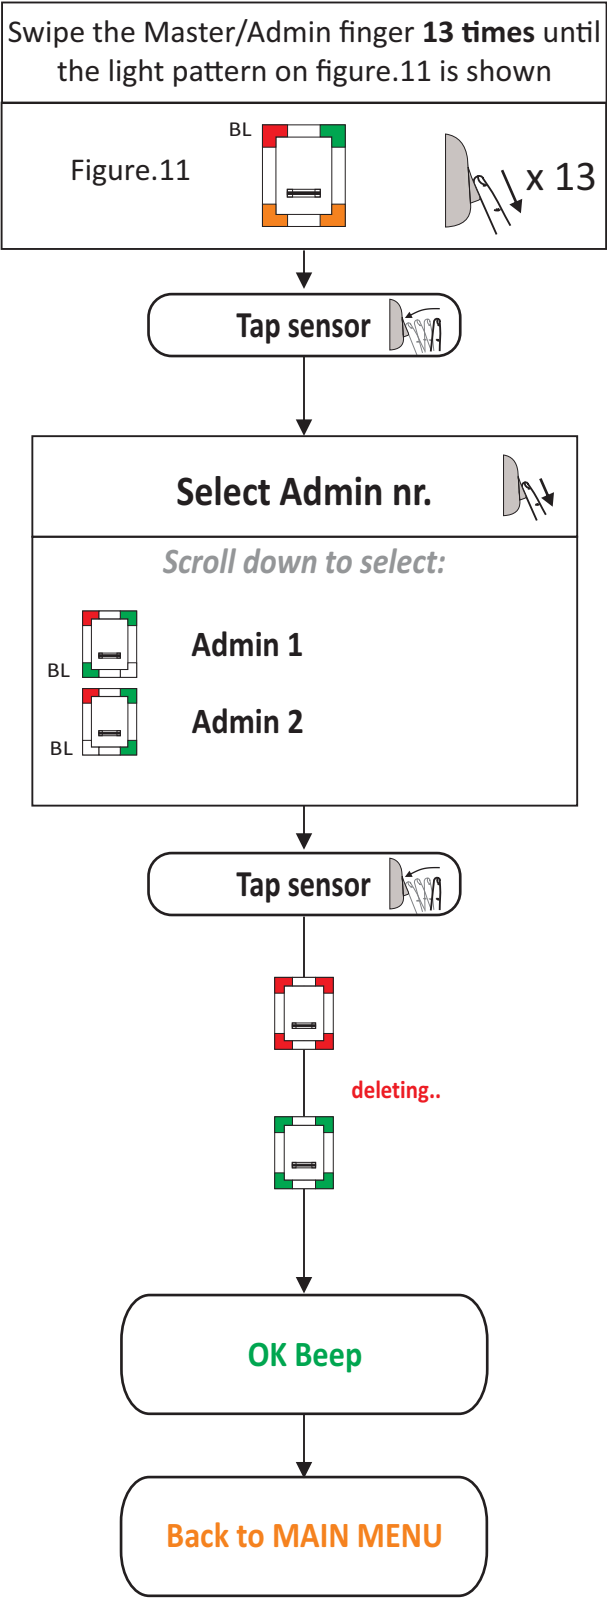 Swipe the Master/Admin finger 13 times until
the light pattern on figure.11 is shown
BL
Figure.11
x 13
Tap sensor
Select Admin nr.
Scroll down to select:
Admin 1
BL
Admin 2
BL
Tap sensor
deleting..
OK Beep
Back to MAIN MENU